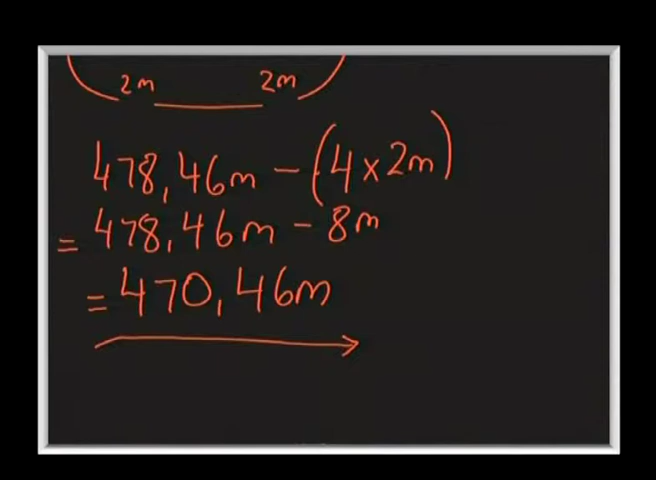 2m 2m
478,46m - (4 x 2m)
= 478,46m - 8m
= 470,46m